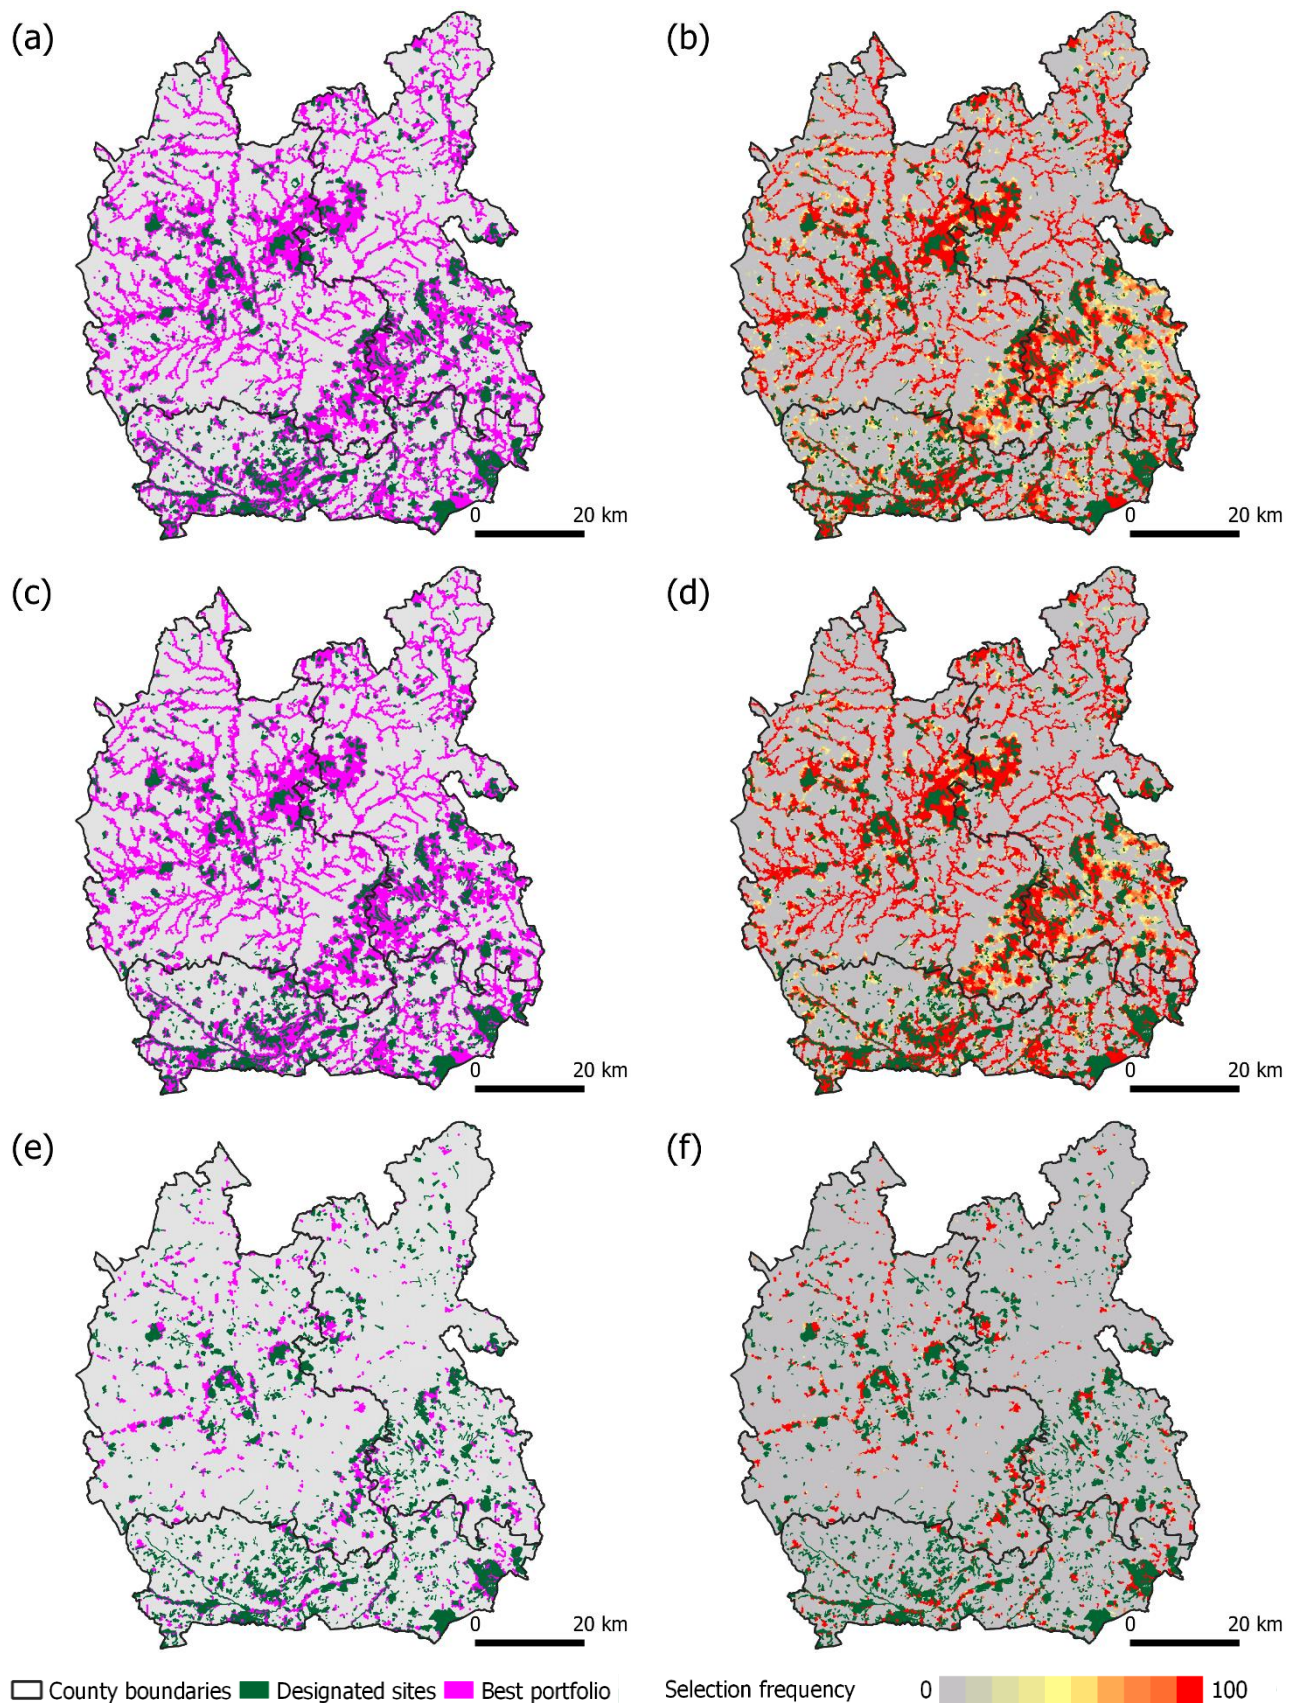 (a)
(b)
0 20 km
0 20 km
(c)
(d)
0 20 km
0 20 km
(e)
(f)
0 20 km
0 20 km
County boundaries Designated sites Best portfolio Selection frequency 0 100